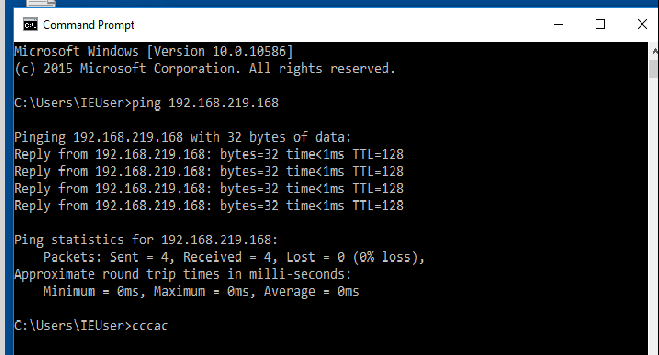 Command Prompt
Microsoft Windows [Version 10.0.10586]
(c) 2015 Microsoft Corporation. All rights reserved.
C:\Users\IEUser>ping 192.168.219.168
Pinging 192.168.219.168 with 32 bytes of data:
Reply from 192.168.219.168: bytes=32 time<1ms TTL=128
Reply from 192.168.219.168: bytes=32 time<1ms TTL=128
Reply from 192.168.219.168: bytes=32 time<1ms TTL=128
Reply from 192.168.219.168: bytes=32 time<1ms TTL=128
Ping statistics for 192.168.219.168:
    Packets: Sent = 4, Received = 4, Lost = 0 (0% loss),
Approximate round trip times in milli-seconds:
    Minimum = 0ms, Maximum = 0ms, Average = 0ms
C:\Users\IEUser>cccac